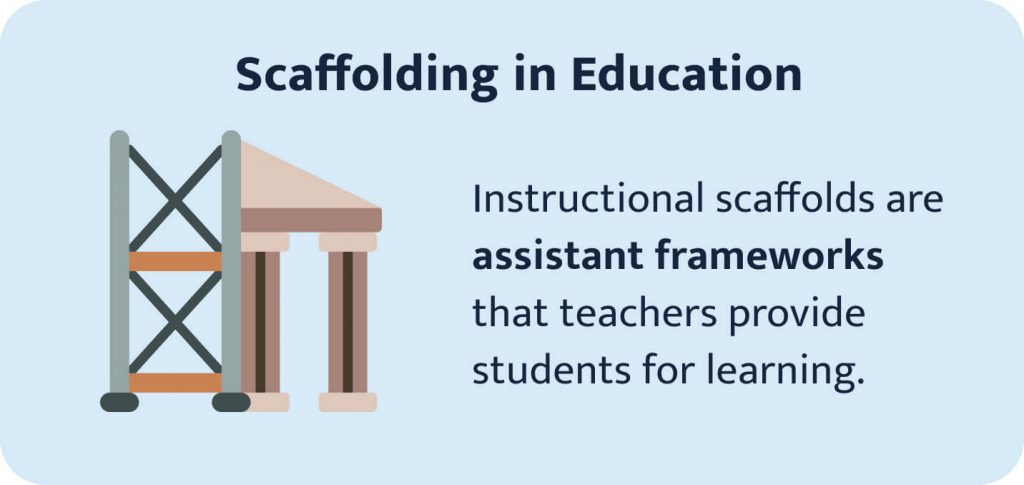 Scaffolding in Education
Instructional scaffolds are
assistant frameworks
that teachers provide
students for learning.